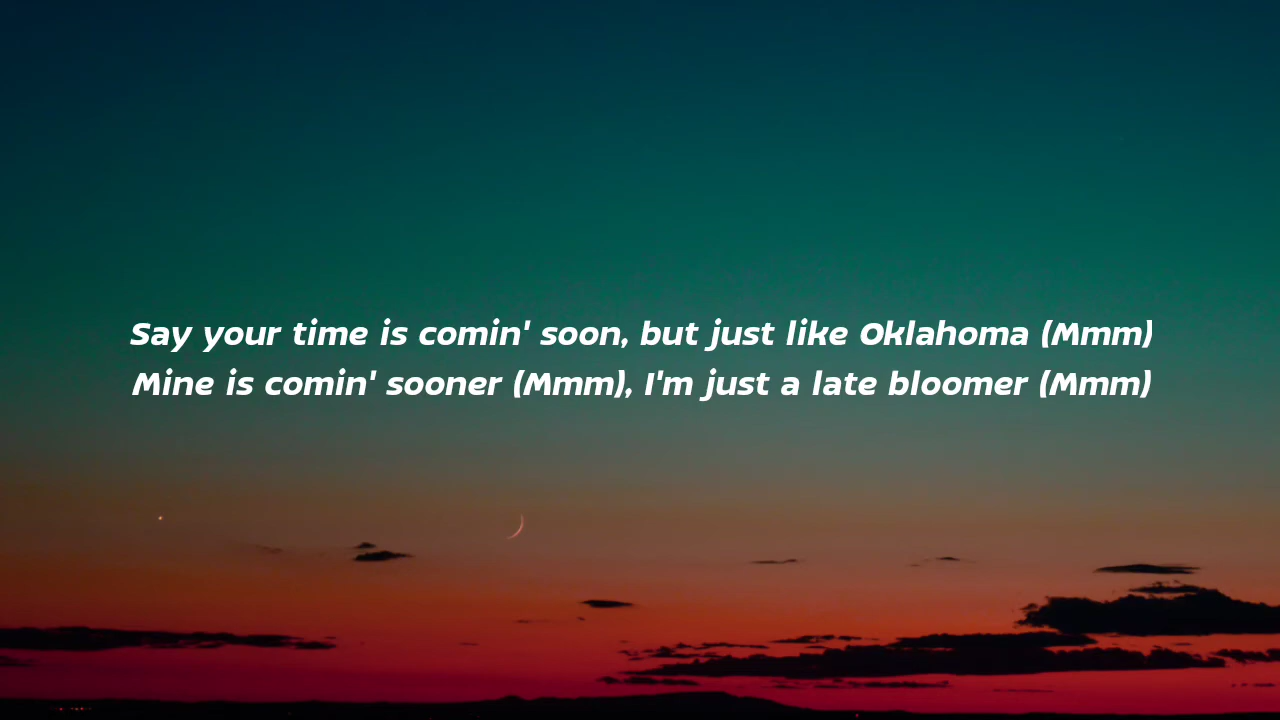 Say your time is comin' soon, but just like Oklahoma (Mmm)
Mine is comin' sooner (Mmm), I'm just a late bloomer (Mmm)